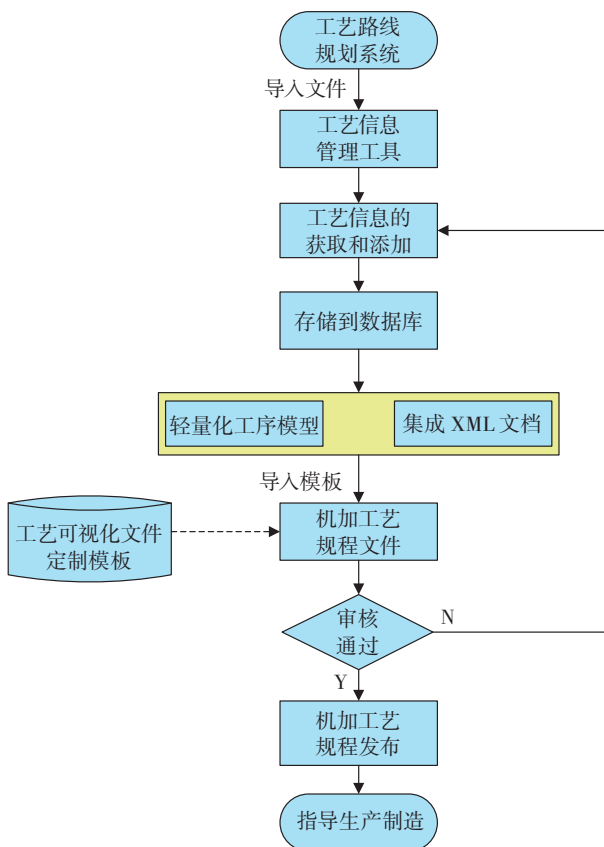 工艺路线
规划系统
导入文件
工艺信息
管理工具
工艺信息的
获取和添加
存储到数据库
轻量化工序模型
集成 XML 文档
导入模板
工艺可视化文件
定制模板
机加工艺
规程文件
审核
通过
N
Y
机加工艺
规程发布
指导生产制造